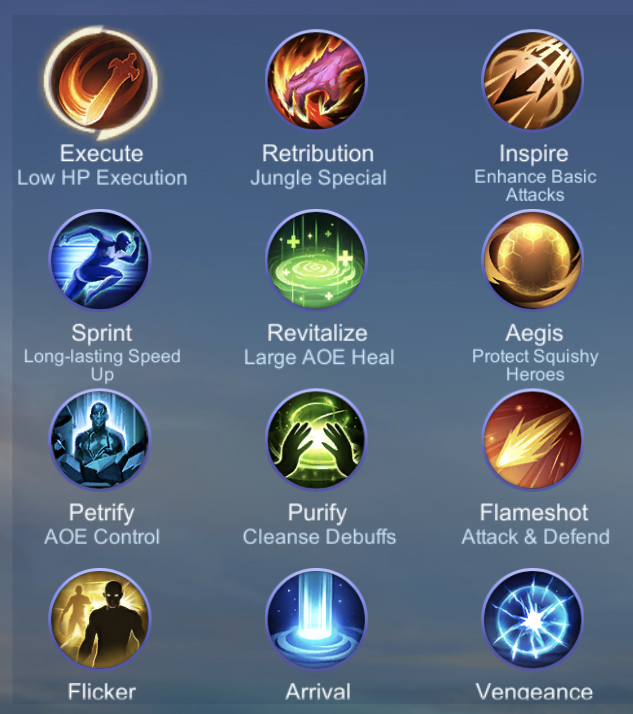 Execute
Low HP Execution
Retribution
Jungle Special
Inspire
Enhance Basic
Attacks
Sprint
Long-lasting Speed
Up
Revitalize
Large AOE Heal
Aegis
Protect Squishy
Heroes
Petrify
AOE Control
Purify
Cleanse Debuffs
Flameshot
Attack & Defend
Flicker
Arrival
Vengeance